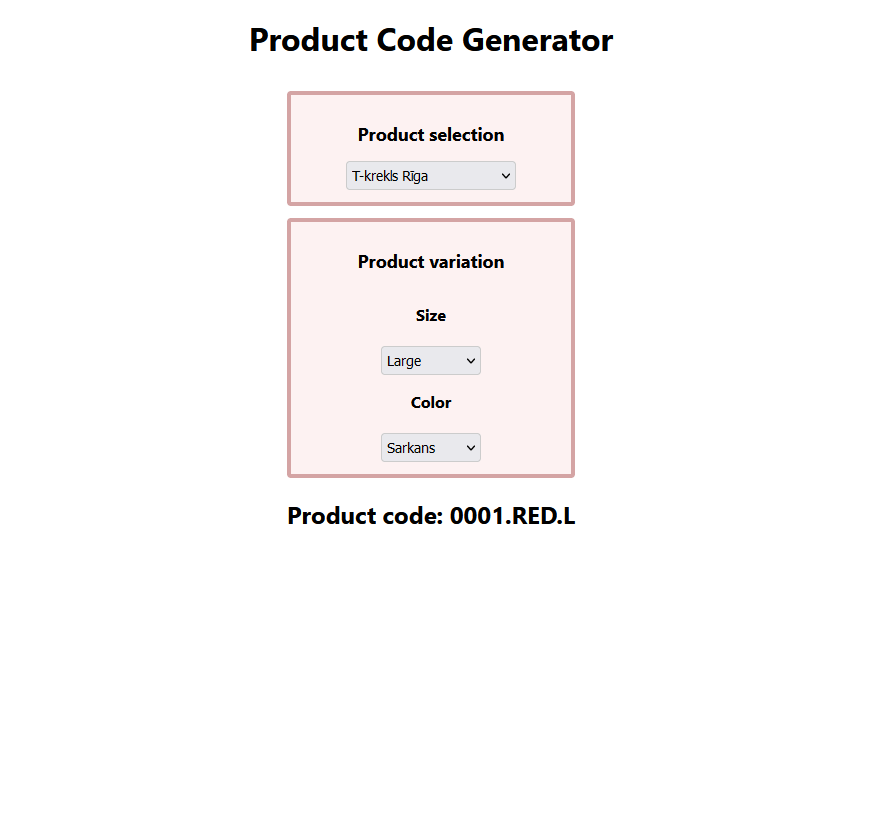 Product Code Generator
Product selection
T-krekls Rīga
Product variation
Size
Large
Color
Sarkans
Product code: 0001.RED.L